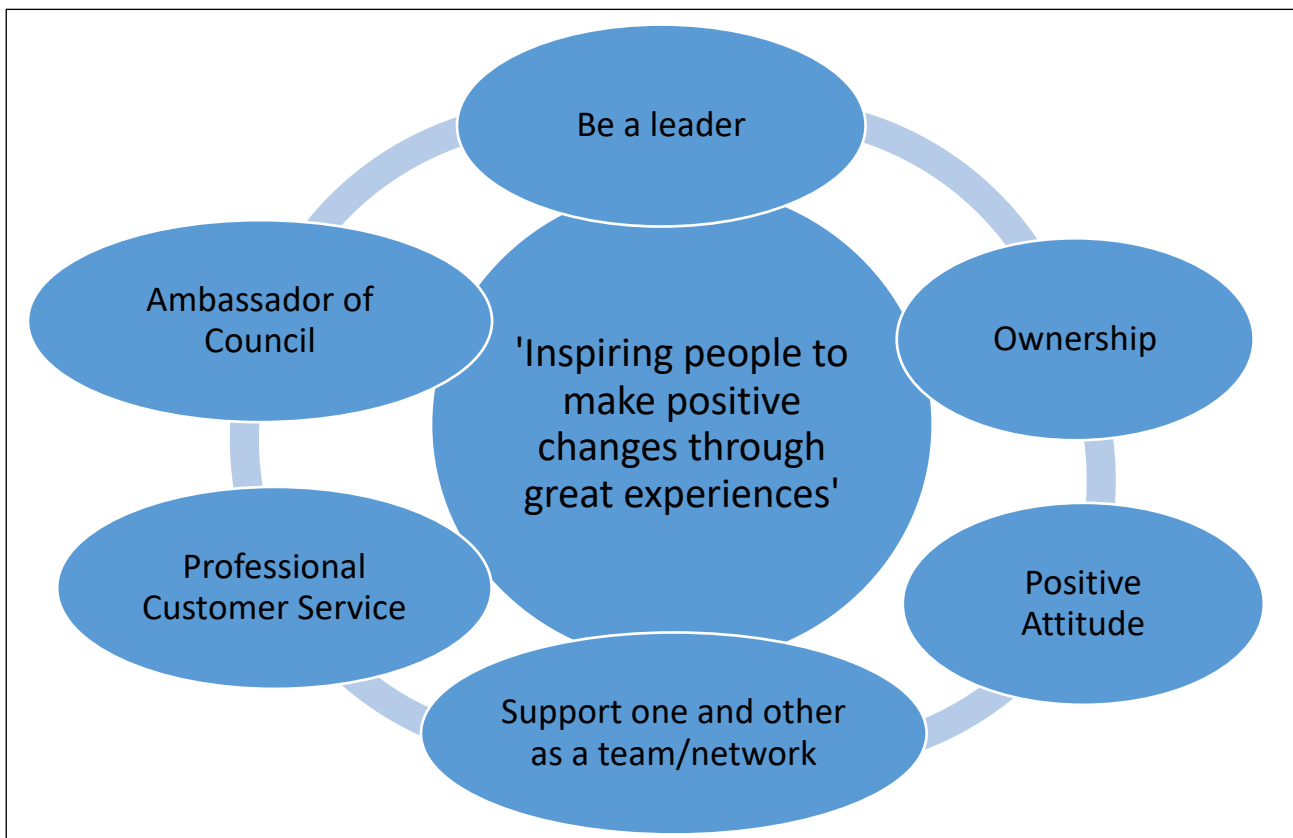 Be a leader
Ambassador of
Council
Ownership
'Inspiring people to
make positive
changes through
great experiences'
Professional
Customer Service
Positive
Attitude
Support one and other
as a team/network